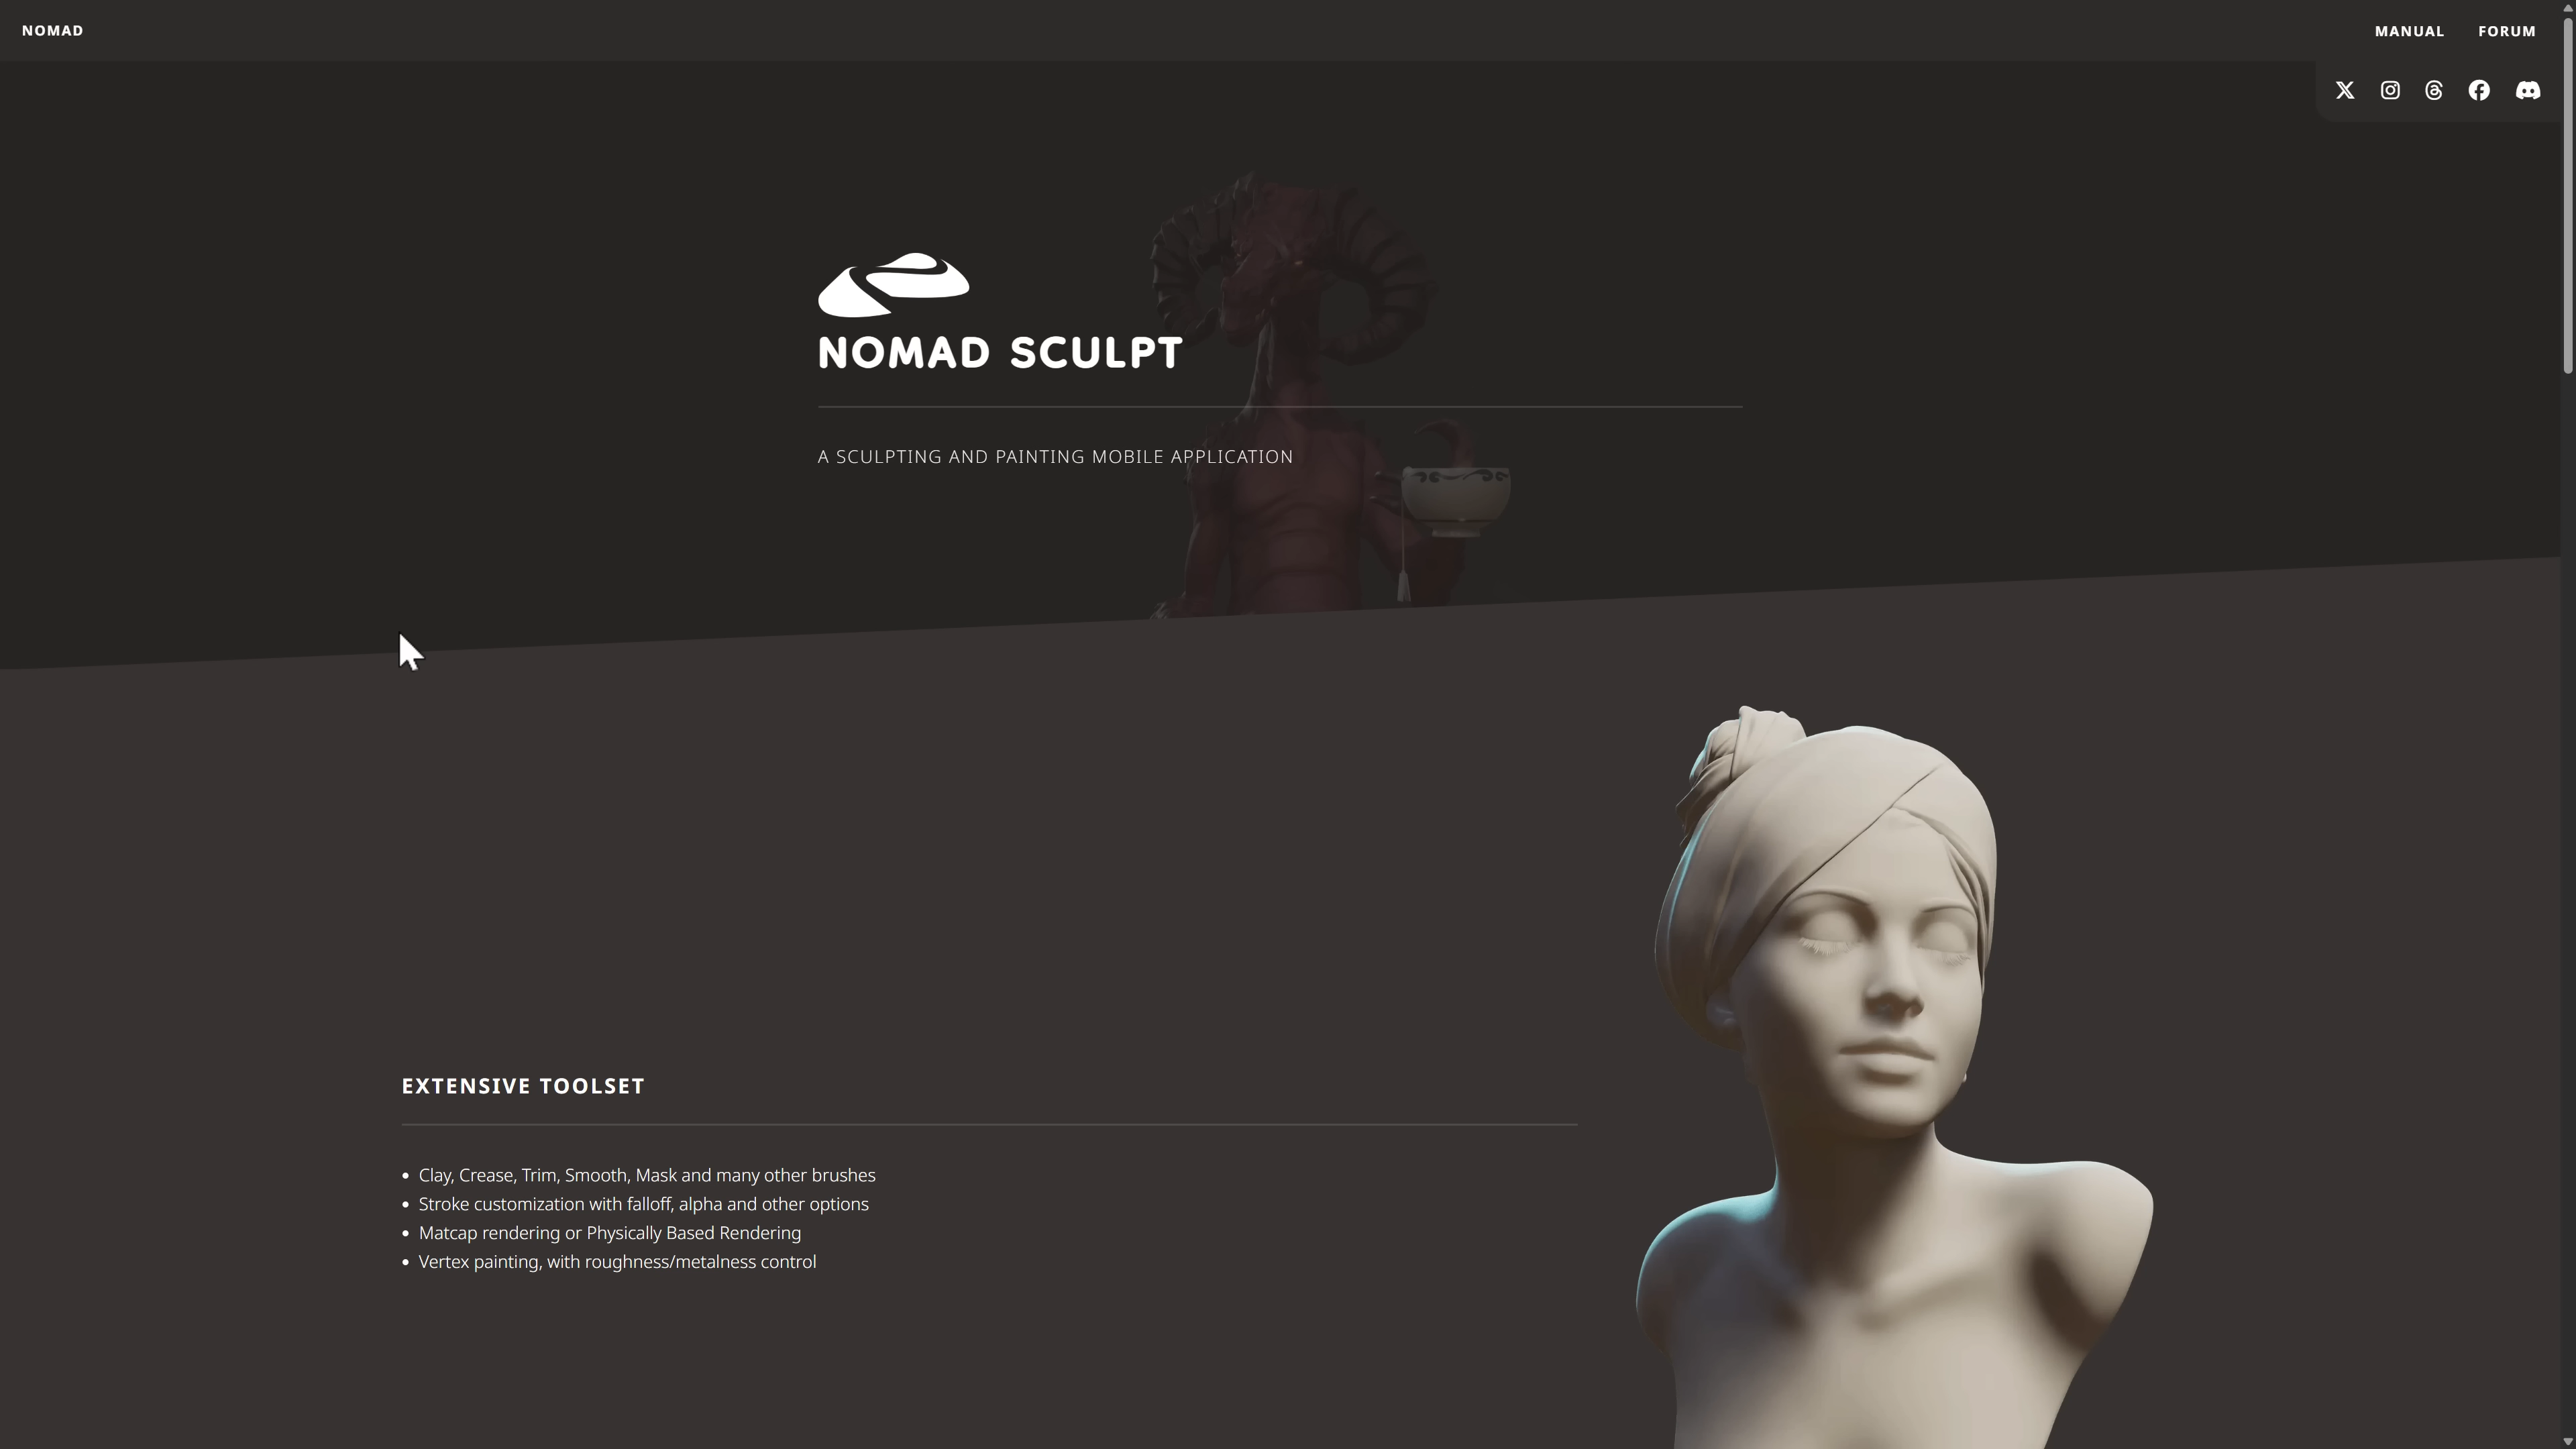 NOMAD
MANUAL FORUM
NOMAD SCULPT
A SCULPTING AND PAINTING MOBILE APPLICATION
EXTENSIVE TOOLSET
Clay, Crease, Trim, Smooth, Mask and many other brushes
Stroke customization with falloff, alpha and other options
Matcap rendering or Physically Based Rendering
Vertex painting, with roughness/metalness control